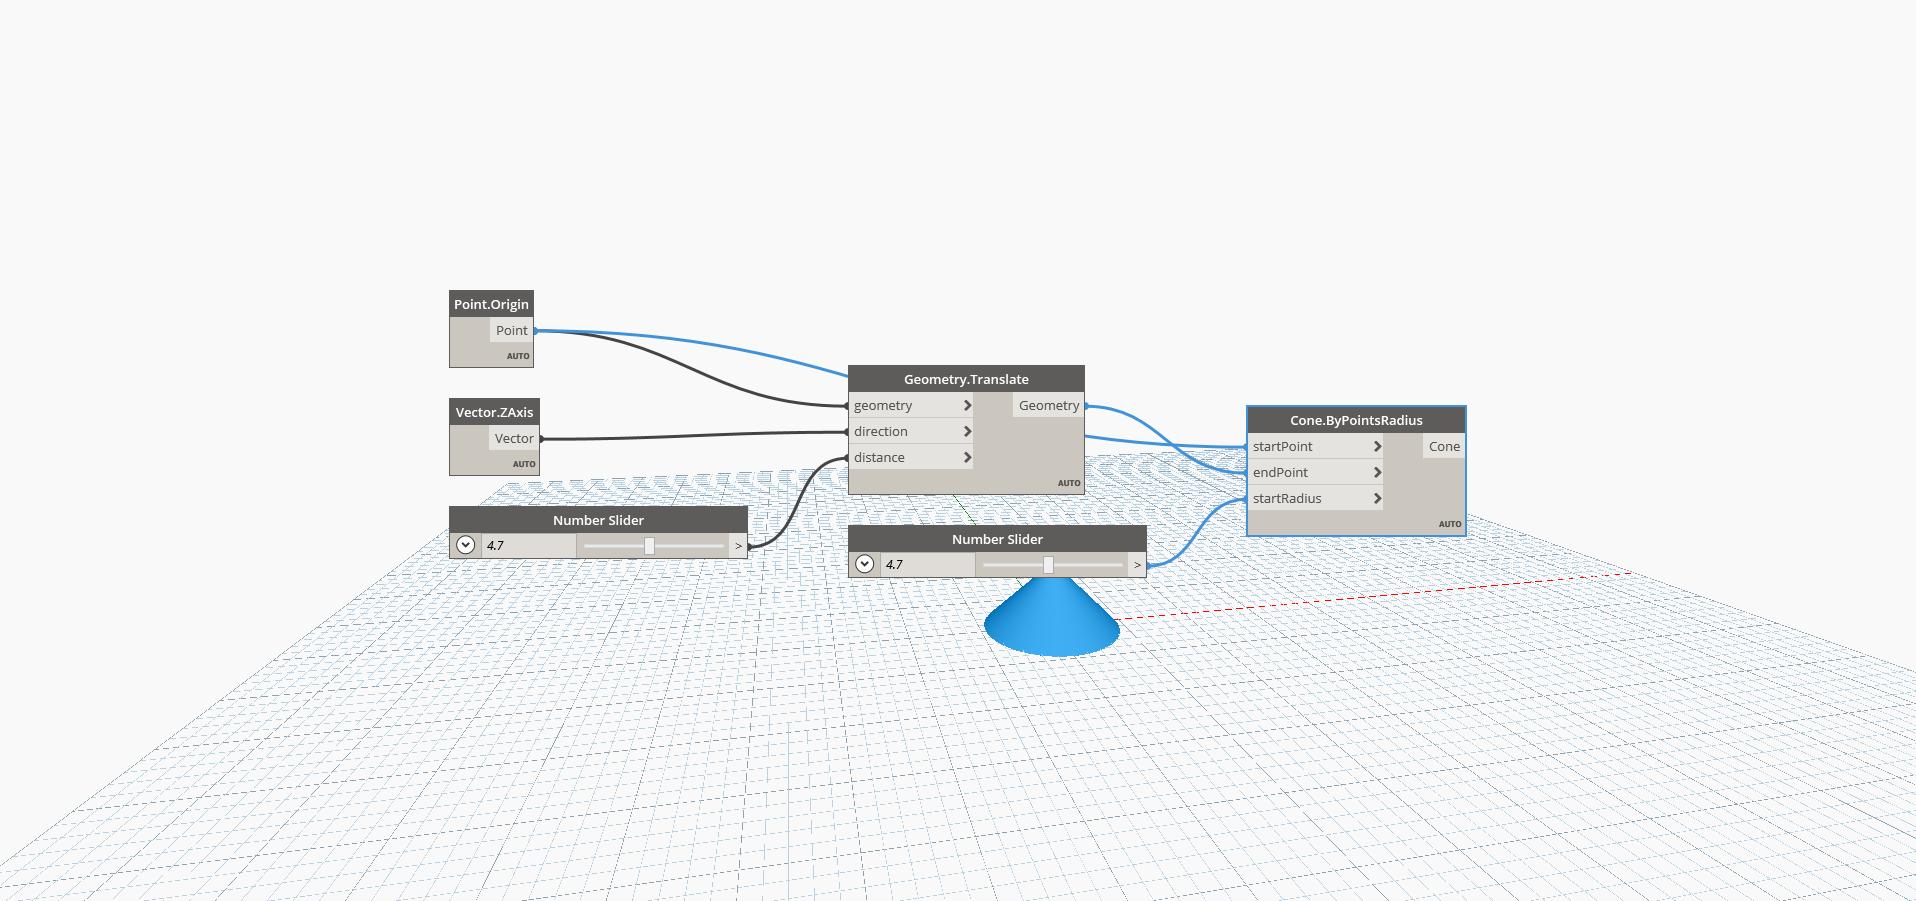 Point.Origin
Point
AUTO
Vector.ZAxis
Vector
AUTO
Number Slider
4.7 >
Geometry.Translate
geometry Geometry
direction
distance
AUTO
Number Slider
4.7 >
Cone.ByPointsRadius
startPoint Cone
endPoint
startRadius
AUTO